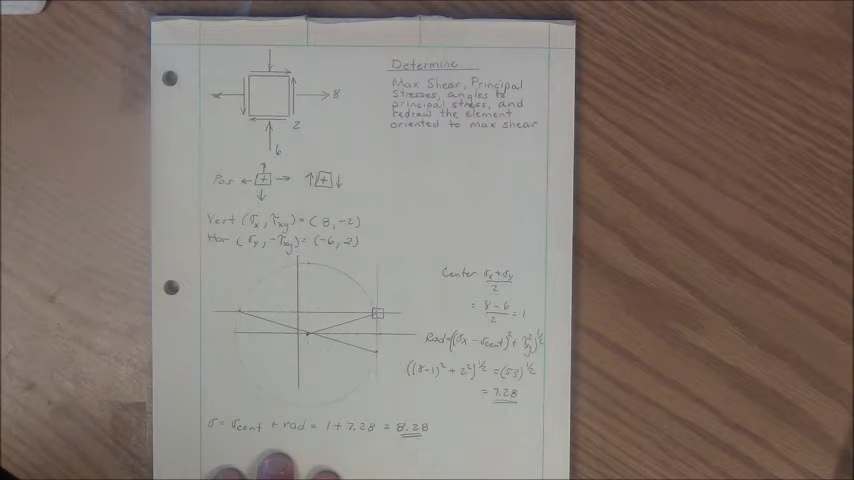 Determine
Max Shear, Principal
Stresses, angles to
principal stress, and
redraw the element
oriented to max shear
8
2
6
Pos ← + → ↑ + ↓
Vert (σx, τxy) = (8, -2)
Hor (σy, -τxy) = (-6, 2)
Center σx + σy / 2
= 8 - 6 / 2 = 1
Rad = ((σx - σcent)² + τxy²)^1/2
((8-1)² + 2²)^1/2 = (53)^1/2
= 7.28
σ = σcent + rad = 1 + 7.28 = 8.28